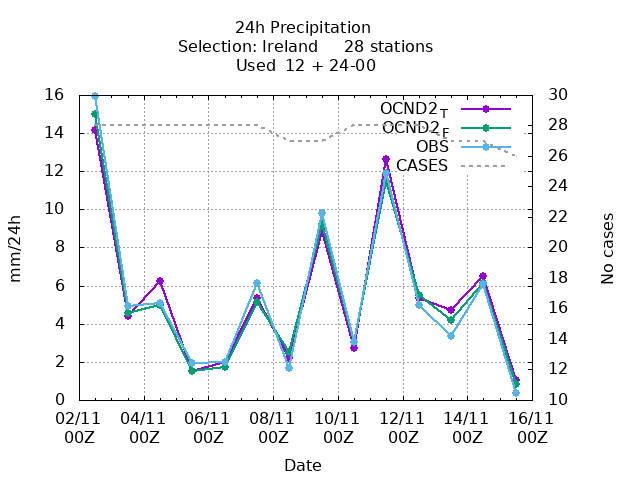 24h Precipitation
Selection: Ireland 28 stations
Used 12 + 24-00
16
14
12
10
8
6
4
2
0
mm/24h
30
28
26
24
22
20
18
16
14
12
10
No cases
OCND2T
OCND2F
OBS
CASES
02/11 04/11 06/11 08/11 10/11 12/11 14/11 16/11
00Z 00Z 00Z 00Z 00Z 00Z 00Z 00Z
Date